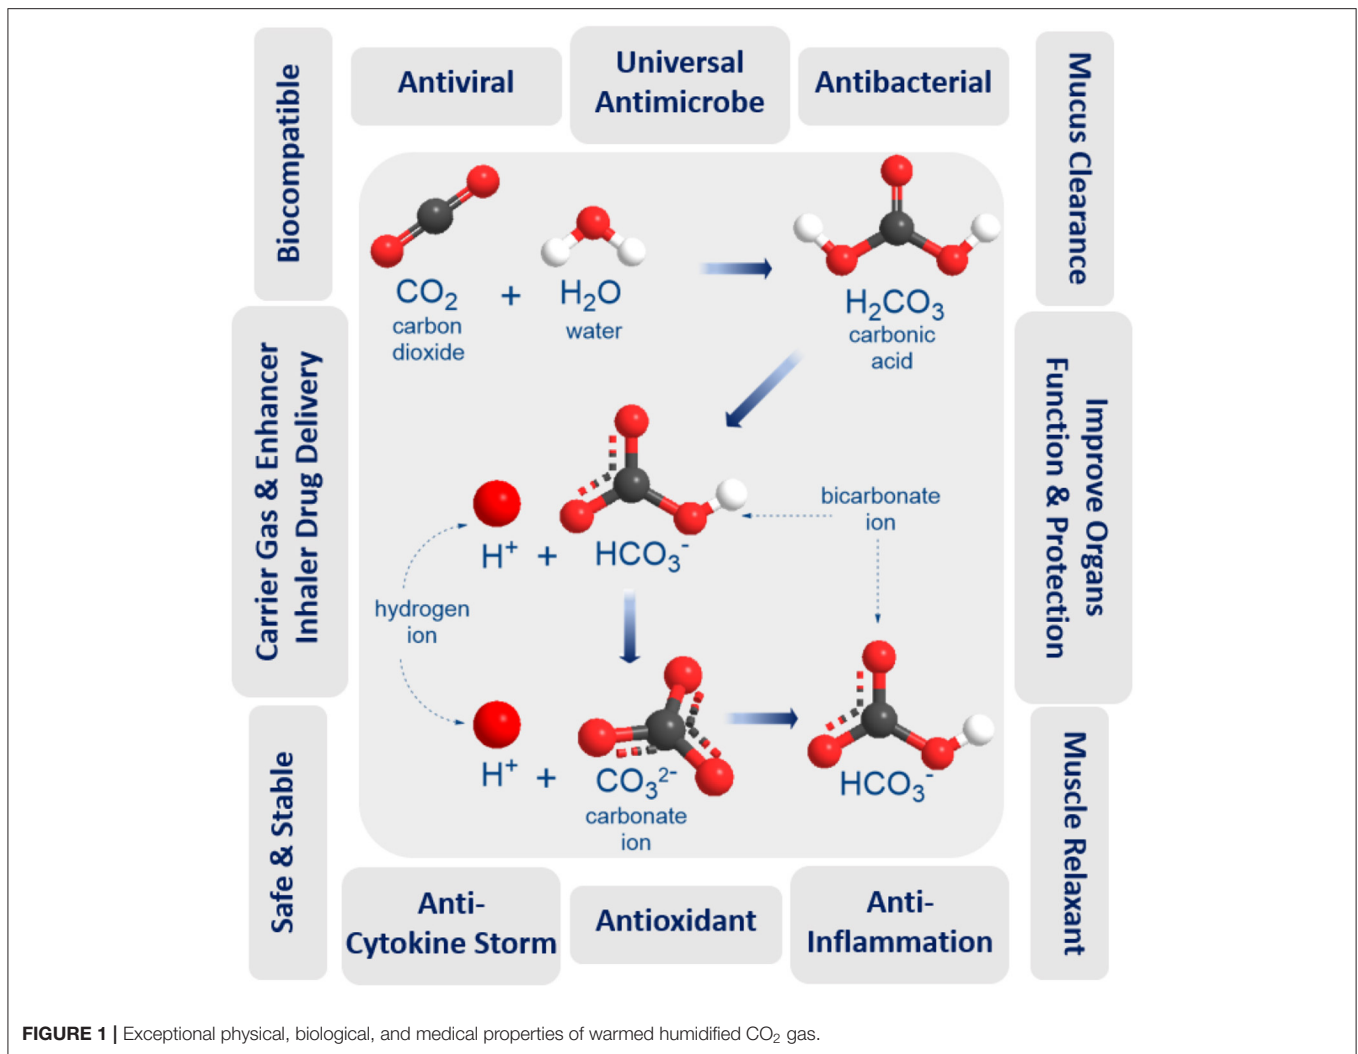 Antiviral
Universal
Antimicrobe
Antibacterial
Biocompatible
Carrier Gas & Enhancer
Inhaler Drug Delivery
Safe & Stable
CO₂ + H₂O
carbon
dioxide
water
H₂CO₃
carbonic
acid
H⁺ + HCO₃⁻
bicarbonate
ion
hydrogen
ion
H⁺ + CO₃²⁻
carbonate
ion
HCO₃⁻
Mucus Clearance
Improve Organs
Function & Protection
Muscle Relaxant
Anti-
Cytokine Storm
Antioxidant
Anti-
Inflammation
FIGURE 1 | Exceptional physical, biological, and medical properties of warmed humidified CO₂ gas.